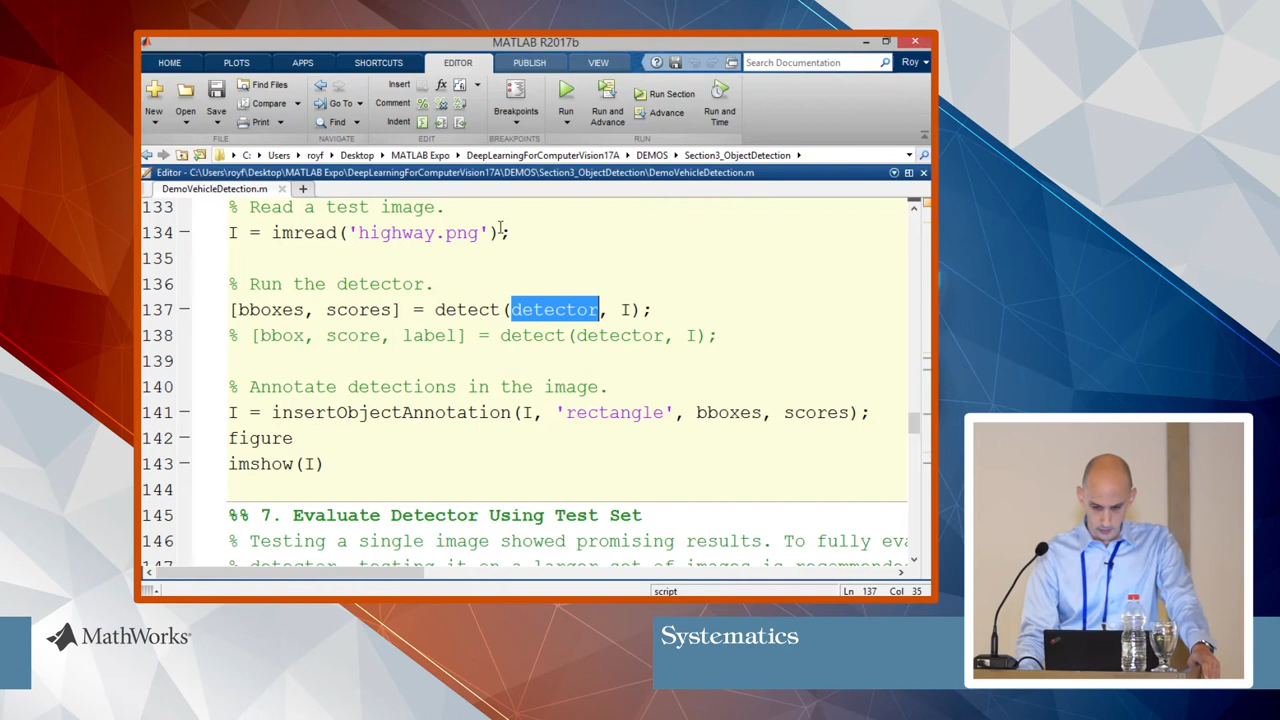 MATLAB R2017b
HOME PLOTS APPS SHORTCUTS EDITOR PUBLISH VIEW Search Documentation Roy
New Open Save Find Files Compare Print
Go To Find
Insert Comment Indent
fx
Breakpoints
Run Run and Advance Run Section Advance Run and Time
FILE NAVIGATE EDIT BREAKPOINTS RUN
C: Users royf Desktop MATLAB Expo DeepLearningForComputerVision17A DEMOS Section3_ObjectDetection
Editor - C:\Users\royf\Desktop\MATLAB Expo\DeepLearningForComputerVision17A\DEMOS\Section3_ObjectDetection\DemoVehicleDetection.m
DemoVehicleDetection.m
133 % Read a test image.
134 I = imread('highway.png');
135
136 % Run the detector.
137 [bboxes, scores] = detect(detector, I);
138 % [bbox, score, label] = detect(detector, I);
139
140 % Annotate detections in the image.
141 I = insertObjectAnnotation(I, 'rectangle', bboxes, scores);
142 figure
143 imshow(I)
144
145 %% 7. Evaluate Detector Using Test Set
146 % Testing a single image showed promising results. To fully eva
script Ln 137 Col 35
MathWorks®
Systematics